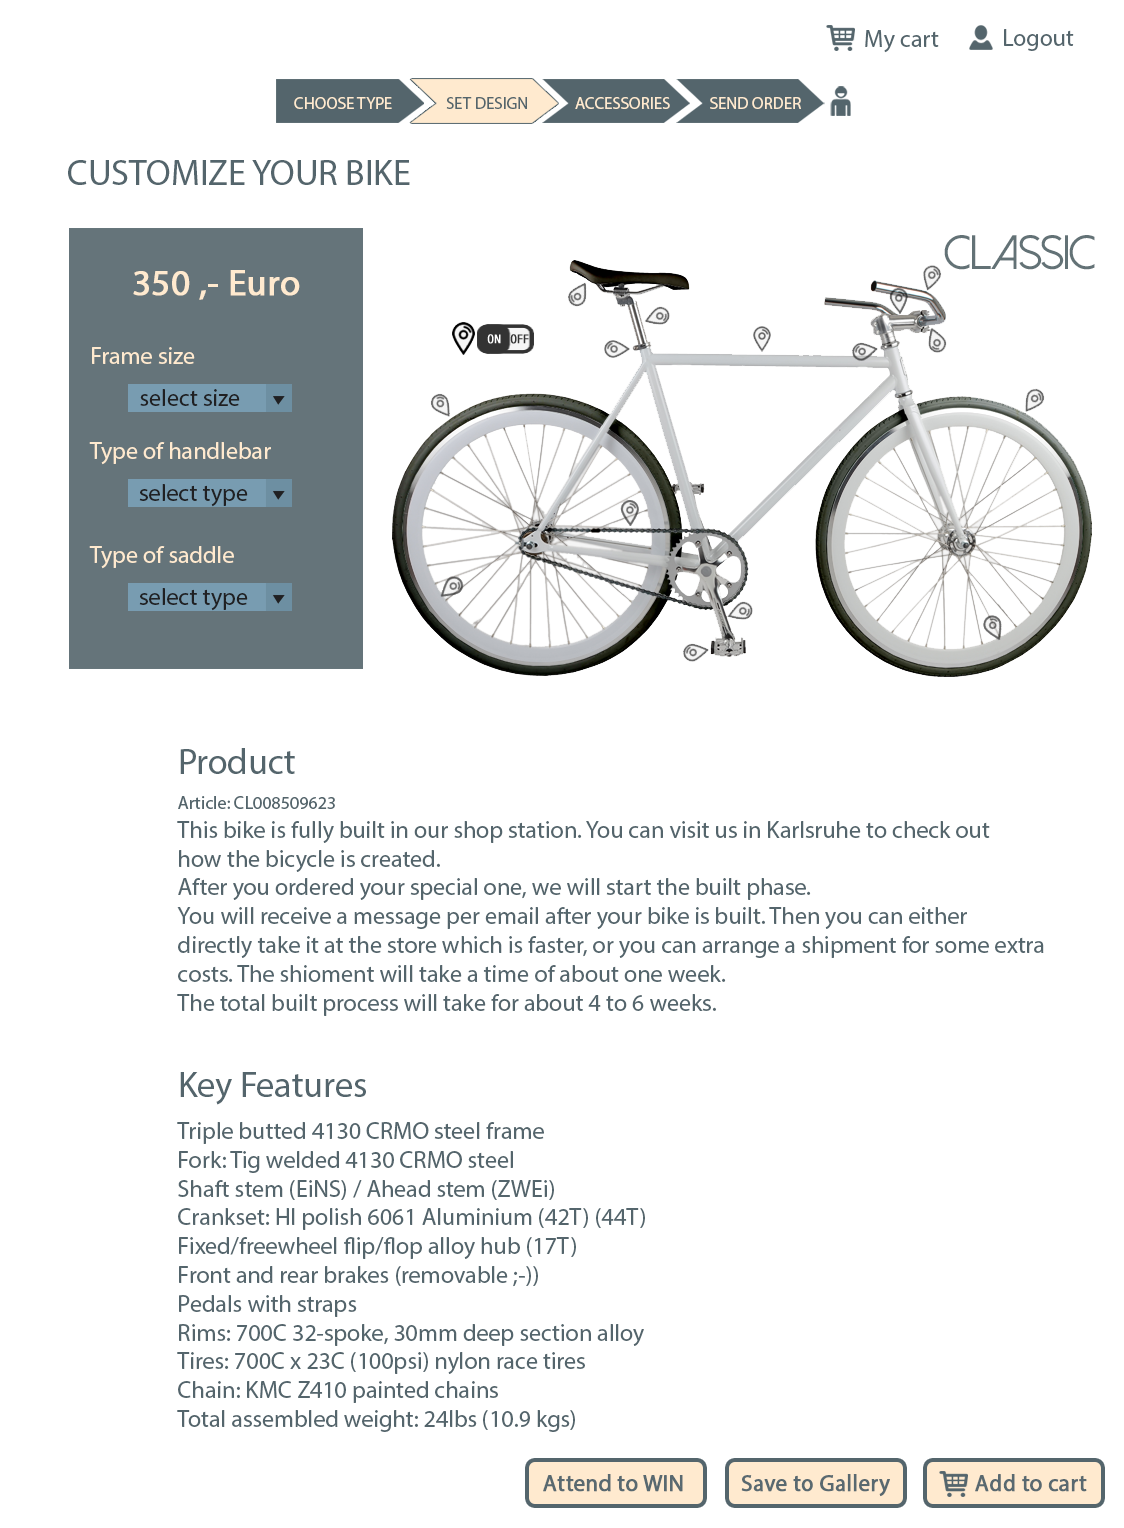 My cart
Logout
CHOOSE TYPE
SET DESIGN
ACCESSORIES
SEND ORDER
CUSTOMIZE YOUR BIKE
350 ,- Euro
Frame size
select size
Type of handlebar
select type
Type of saddle
select type
CLASSIC
ON OFF
Product
Article: CL008509623
This bike is fully built in our shop station. You can visit us in Karlsruhe to check out
how the bicycle is created.
After you ordered your special one, we will start the built phase.
You will receive a message per email after your bike is built. Then you can either
directly take it at the store which is faster, or you can arrange a shipment for some extra
costs. The shioment will take a time of about one week.
The total built process will take for about 4 to 6 weeks.
Key Features
Triple butted 4130 CRMO steel frame
Fork: Tig welded 4130 CRMO steel
Shaft stem (EiNS) / Ahead stem (ZWEi)
Crankset: HI polish 6061 Aluminium (42T) (44T)
Fixed/freewheel flip/flop alloy hub (17T)
Front and rear brakes (removable ;-))
Pedals with straps
Rims: 700C 32-spoke, 30mm deep section alloy
Tires: 700C x 23C (100psi) nylon race tires
Chain: KMC Z410 painted chains
Total assembled weight: 24lbs (10.9 kgs)
Attend to WIN
Save to Gallery
Add to cart